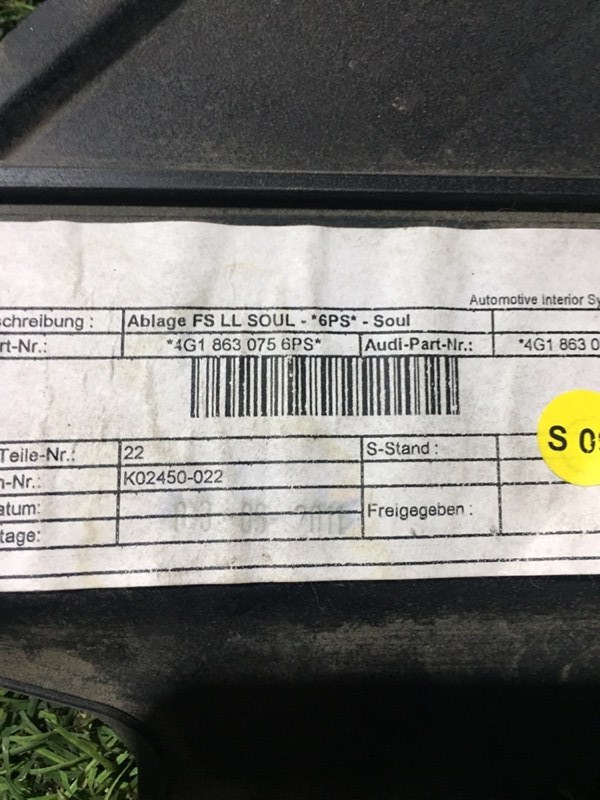 Automotive Interior Sy
schreibung : Ablage FS LL SOUL - *6PS* - Soul
rt-Nr.: *4G1 863 075 6PS* Audi-Part-Nr.: *4G1 863 0
S 09
Teile-Nr.: 22 S-Stand :
n-Nr.: K02450-022
atum: Freigegeben :
tage: